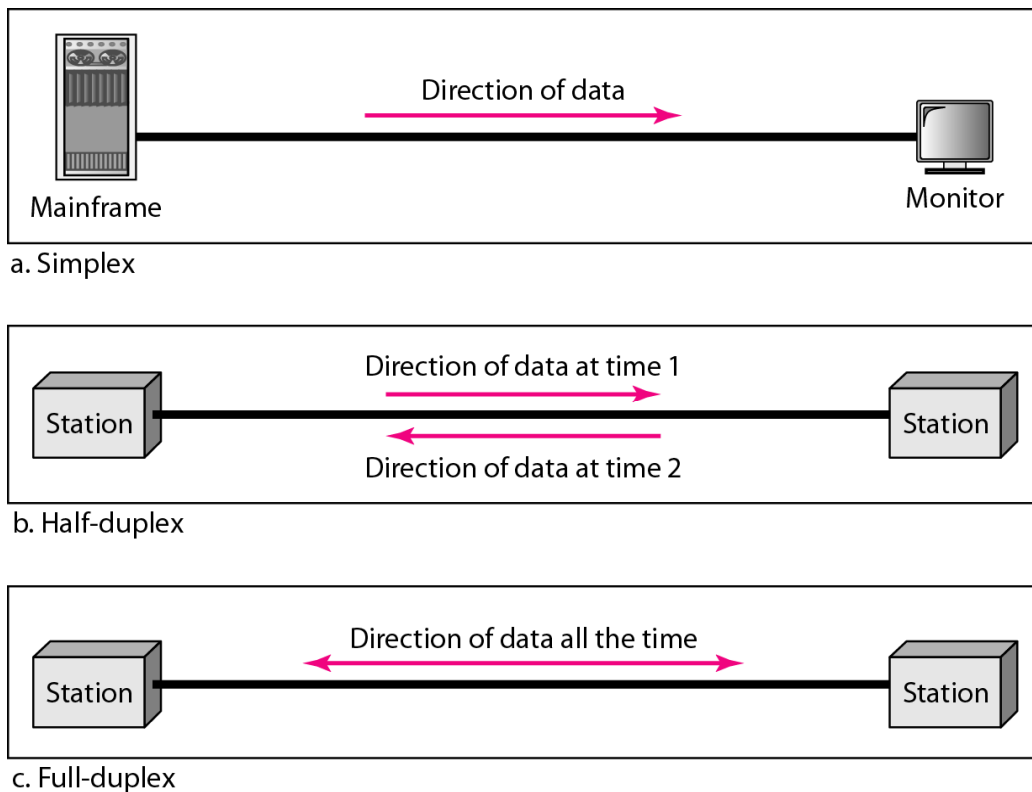 Direction of data
Mainframe
Monitor
a. Simplex
Direction of data at time 1
Station
Station
Direction of data at time 2
b. Half-duplex
Direction of data all the time
Station
Station
c. Full-duplex